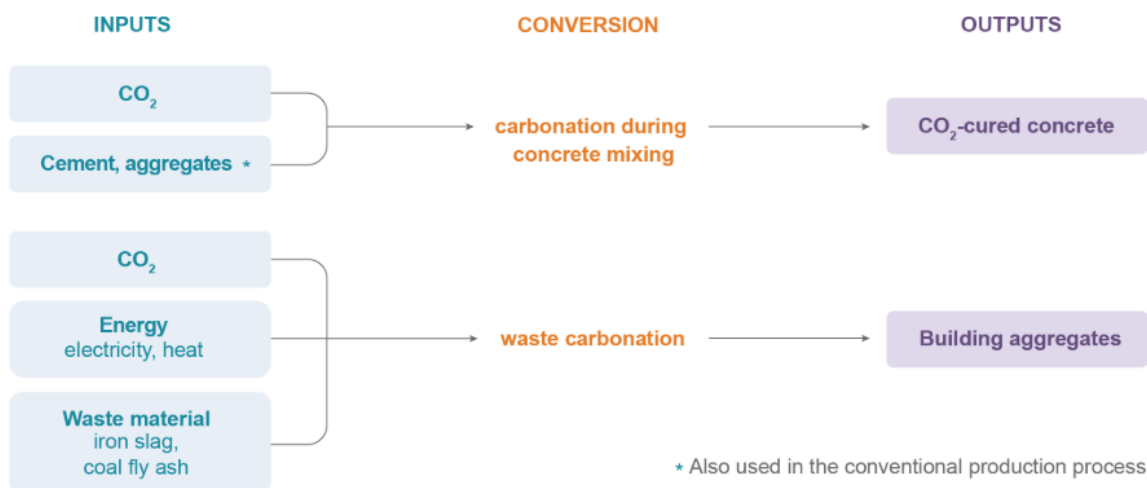 INPUTS CONVERSION OUTPUTS
CO₂
Cement, aggregates *
carbonation during
concrete mixing
CO₂-cured concrete
CO₂
Energy
electricity, heat
Waste material
iron slag,
coal fly ash
waste carbonation
Building aggregates
* Also used in the conventional production process